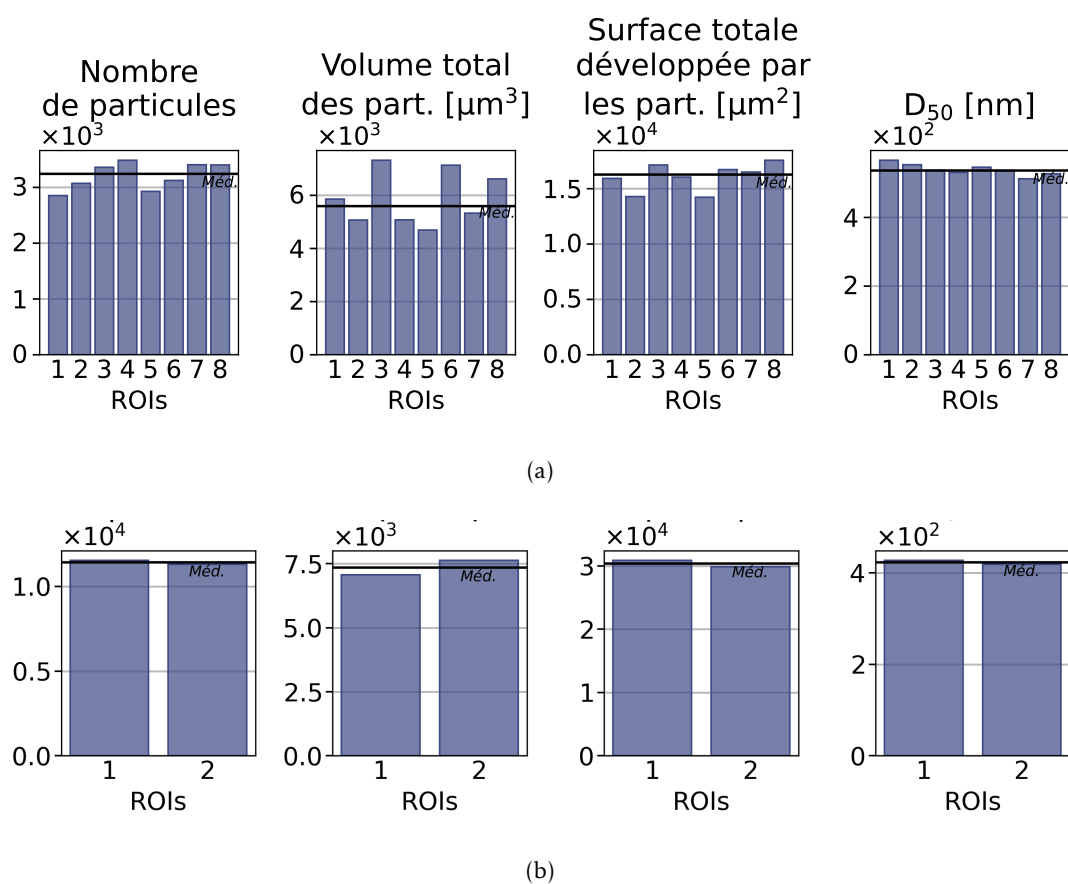 Nombre
de particules
×10³
3
2
1
0
Méd.
1 2 3 4 5 6 7 8
ROIs
Volume total
des part. [µm³]
×10³
6
4
2
0
Méd.
1 2 3 4 5 6 7 8
ROIs
Surface totale
développée par
les part. [µm²]
×10⁴
1.5
1.0
0.5
0.0
Méd.
1 2 3 4 5 6 7 8
ROIs
D₅₀ [nm]
×10²
4
2
0
Méd.
1 2 3 4 5 6 7 8
ROIs
(a)
×10⁴
1.0
0.5
0.0
Méd.
1 2
ROIs
×10³
7.5
5.0
2.5
0.0
Méd.
1 2
ROIs
×10⁴
3
2
1
0
Méd.
1 2
ROIs
×10²
4
2
0
Méd.
1 2
ROIs
(b)